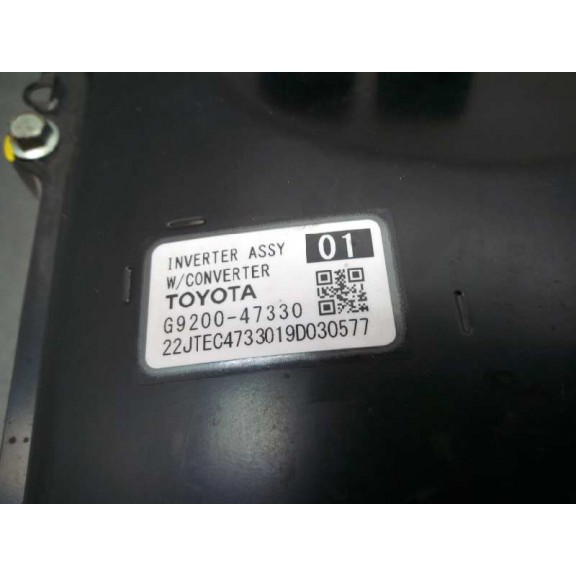 INVERTER ASSY 01
W/CONVERTER
TOYOTA
G9200-47330
22JTEC4733019D030577